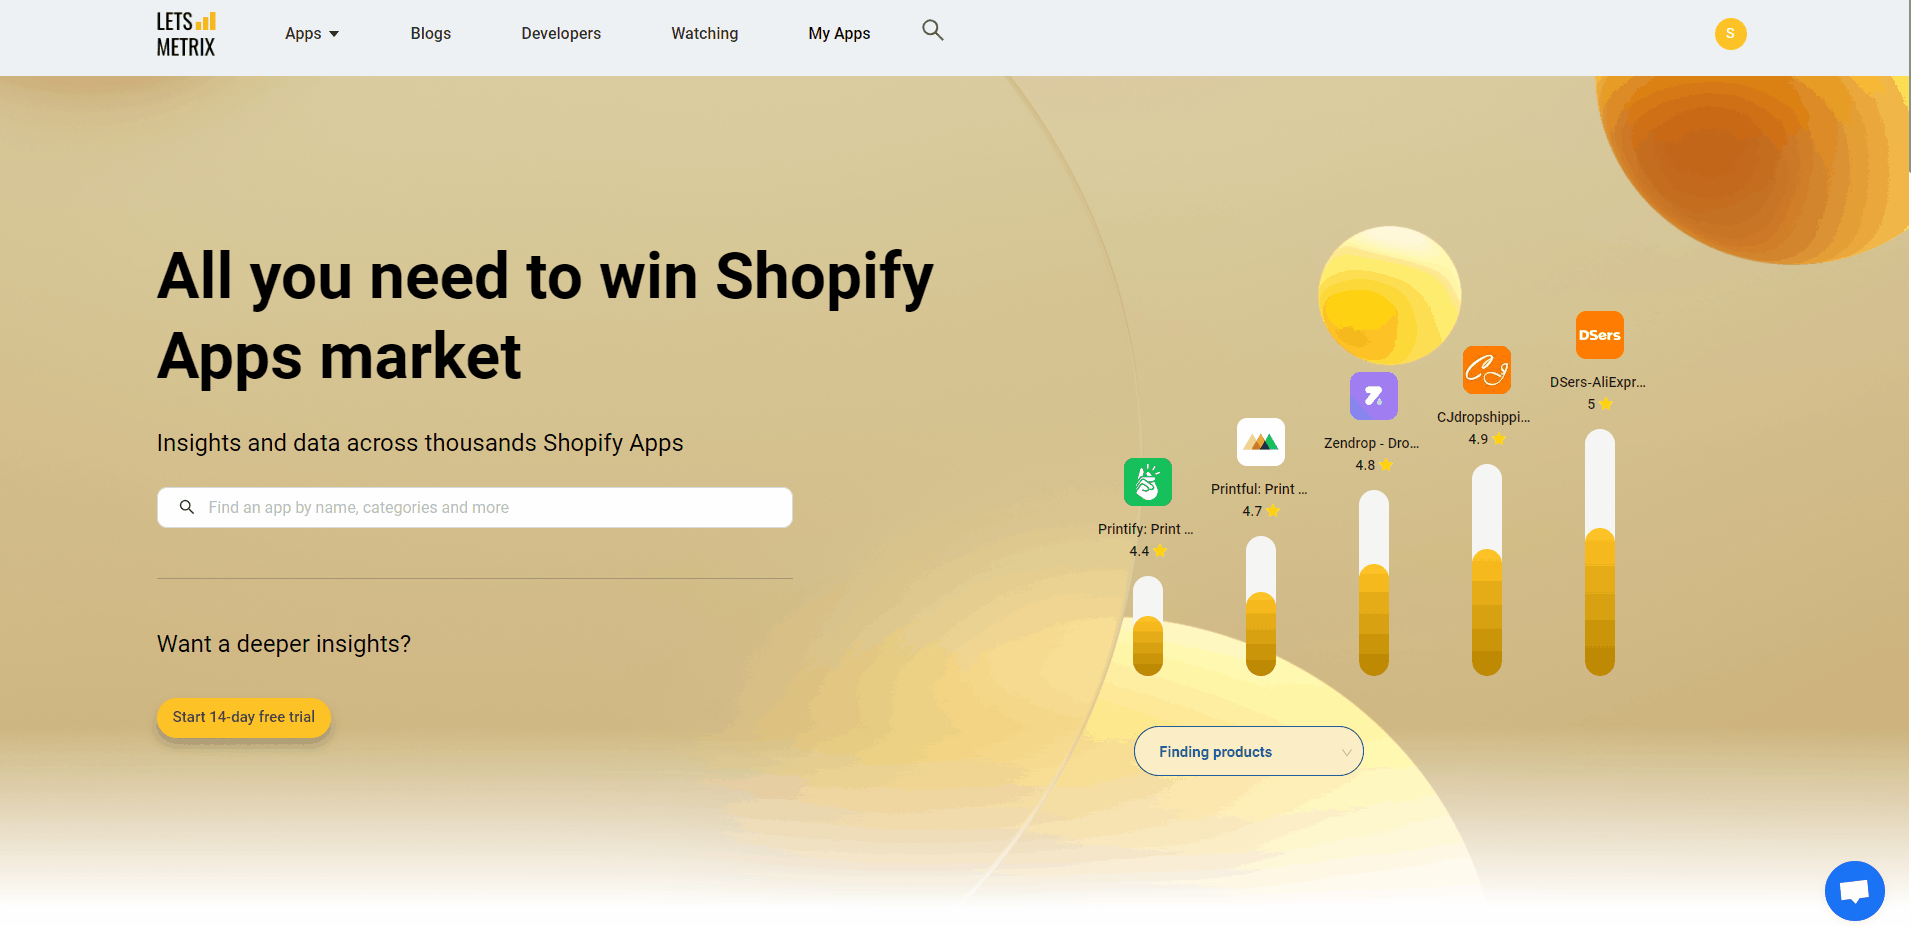 LETS
METRIX
Apps
Blogs
Developers
Watching
My Apps
S
All you need to win Shopify
Apps market
Insights and data across thousands Shopify Apps
Find an app by name, categories and more
Want a deeper insights?
Start 14-day free trial
Printify: Print ...
4.4
Printful: Print ...
4.7
Zendrop - Dro...
4.8
CJ
CJdropshippi...
4.9
DSers
DSers-AliExpr...
5
Finding products